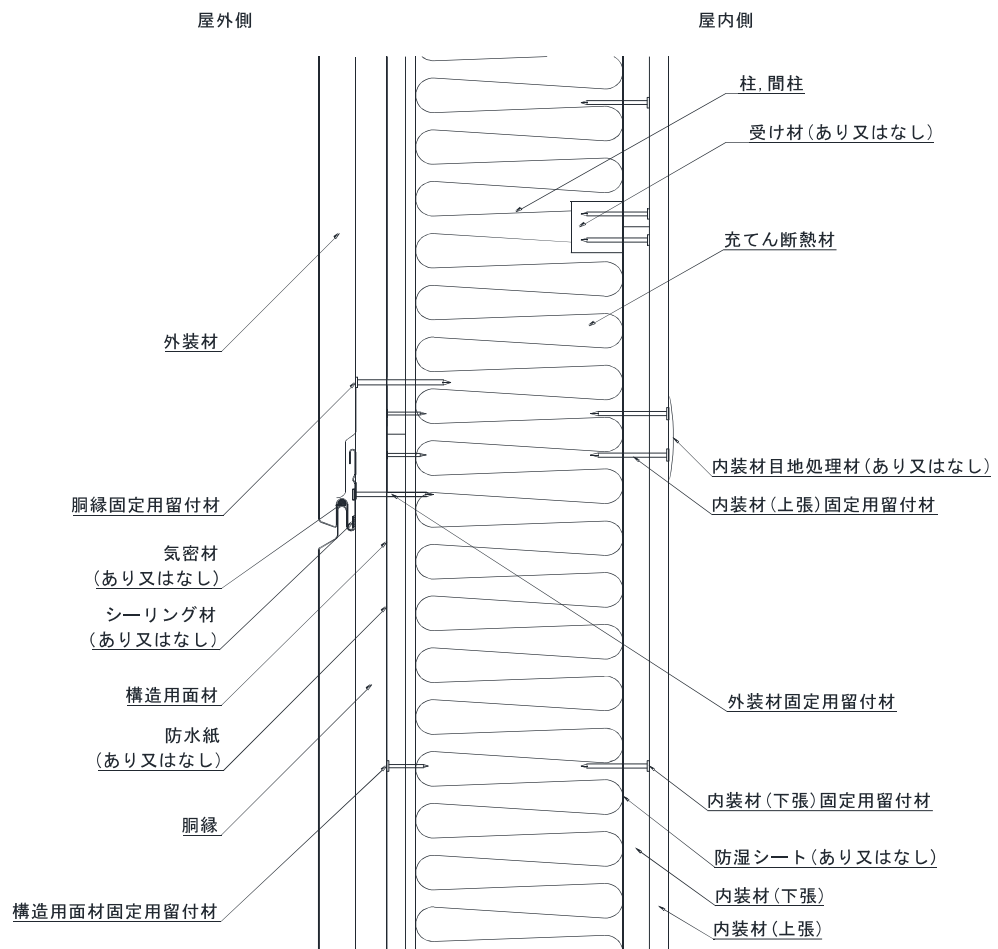 屋外側
屋内側
柱,間柱
受け材(あり又はなし)
充てん断熱材
外装材
内装材目地処理材(あり又はなし)
胴縁固定用留付材
内装材(上張)固定用留付材
気密材
(あり又はなし)
シーリング材
(あり又はなし)
構造用面材
外装材固定用留付材
防水紙
(あり又はなし)
内装材(下張)固定用留付材
胴縁
防湿シート(あり又はなし)
内装材(下張)
構造用面材固定用留付材
内装材(上張)